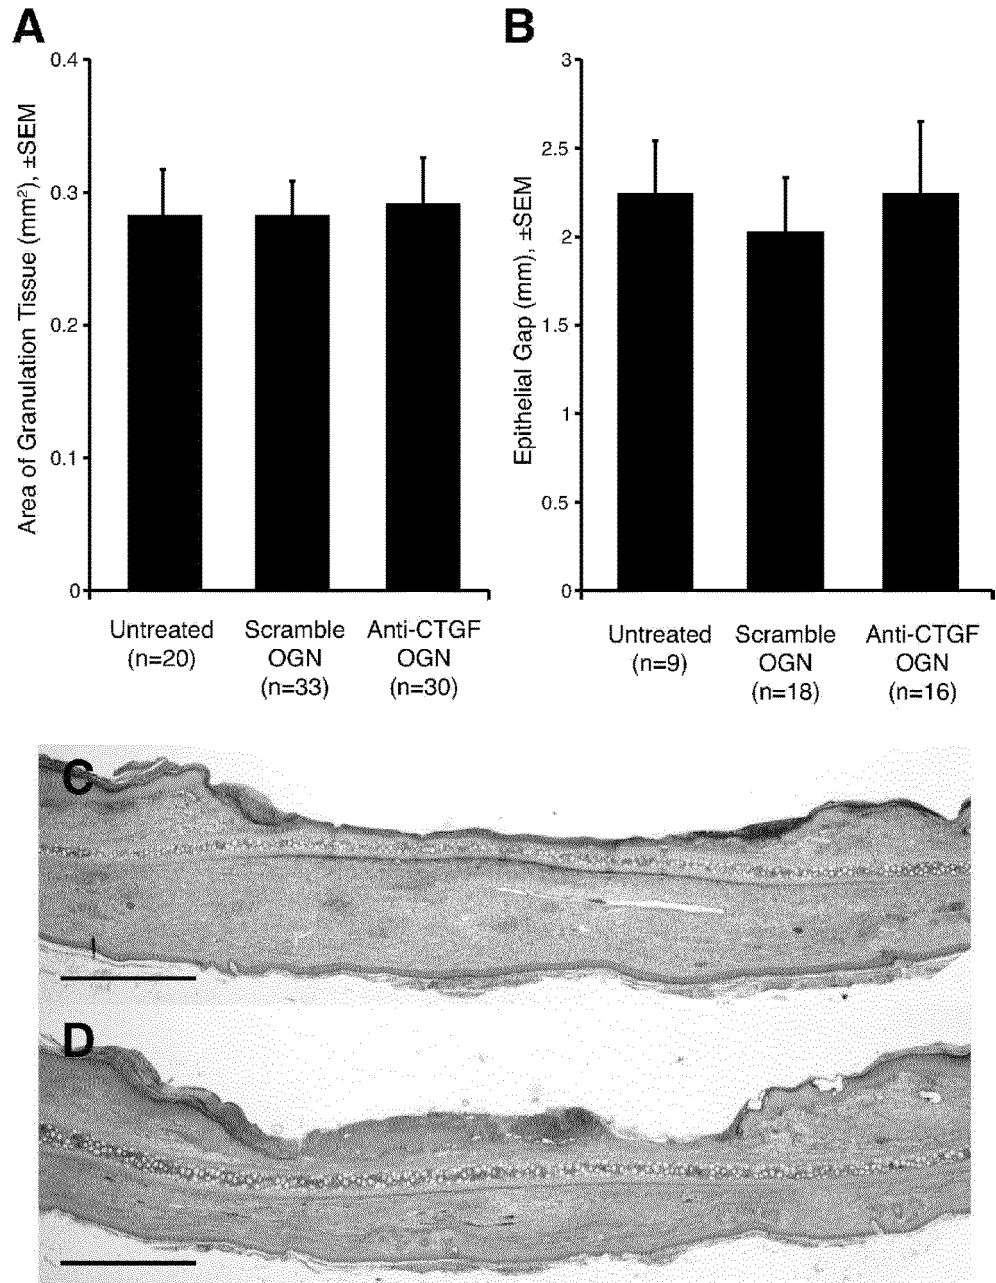 A
Area of Granulation Tissue (mm²), ±SEM
0.4
0.3
0.2
0.1
0
Untreated
(n=20)
Scramble
OGN
(n=33)
Anti-CTGF
OGN
(n=30)
B
Epithelial Gap (mm), ±SEM
3
2.5
2
1.5
1
0.5
0
Untreated
(n=9)
Scramble
OGN
(n=18)
Anti-CTGF
OGN
(n=16)
C
D